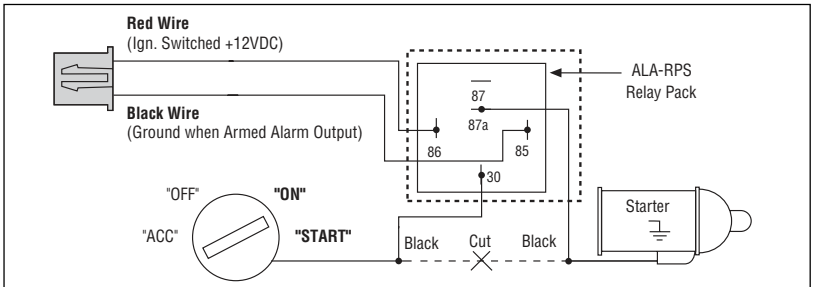 Red Wire
(Ign. Switched +12VDC)
ALA-RPS
Relay Pack
87
87a
Black Wire
(Ground when Armed Alarm Output)
86
85
30
"OFF"
"ON"
"ACC"
"START"
Black
Cut
Black
Starter